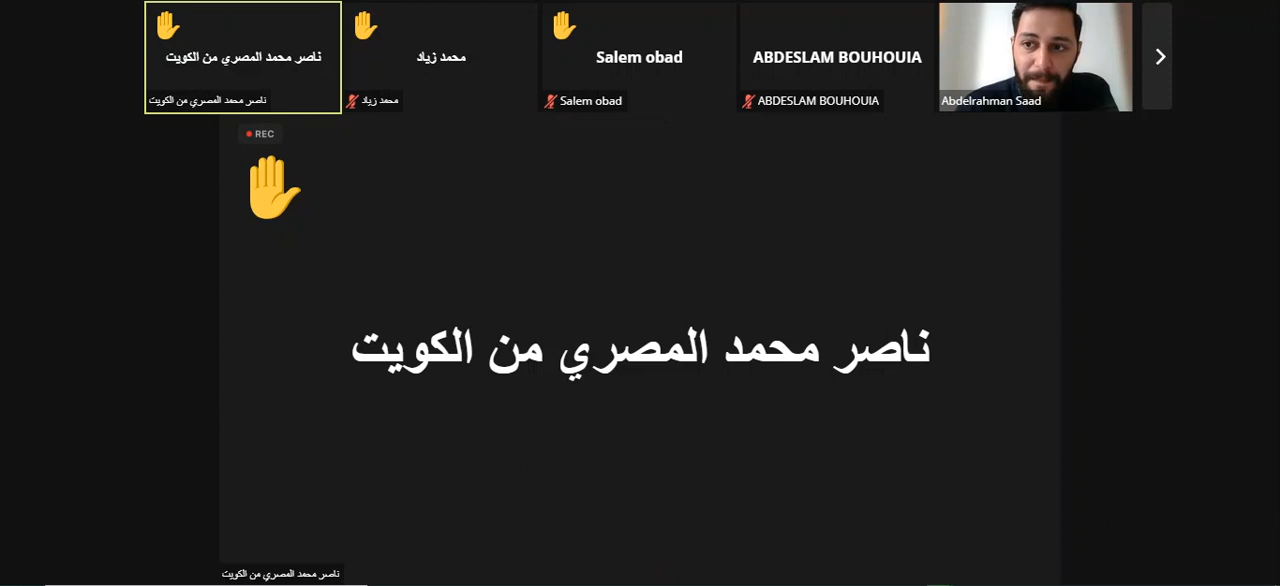 ناصر محمد المصري من الكويت
محمد زياد
Salem obad
ABDESLAM BOUHOUIA
ناصر محمد المصري من الكويت
محمد زياد
Salem obad
ABDESLAM BOUHOUIA
Abdelrahman Saad
REC
ناصر محمد المصري من الكويت
ناصر محمد المصري من الكويت